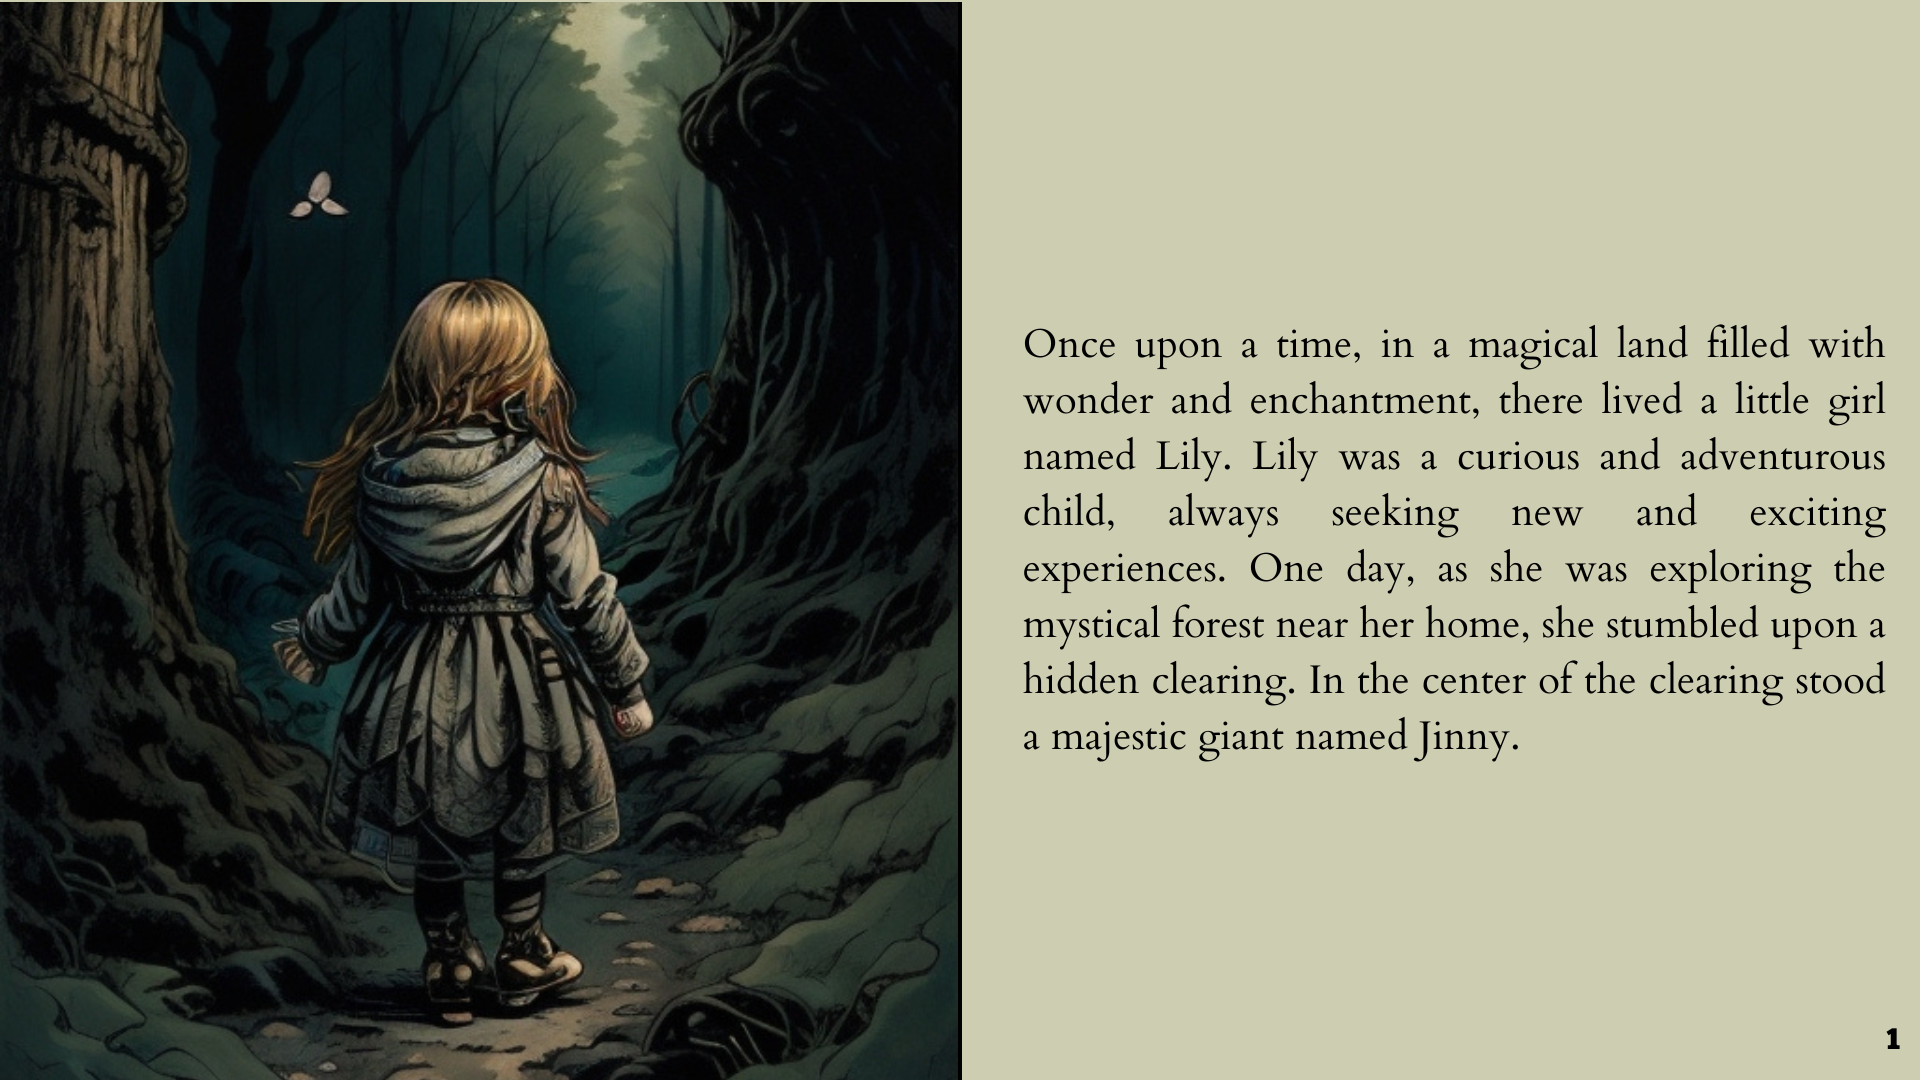 Once upon a time, in a magical land filled with
wonder and enchantment, there lived a little girl
named Lily. Lily was a curious and adventurous
child, always seeking new and exciting
experiences. One day, as she was exploring the
mystical forest near her home, she stumbled upon a
hidden clearing. In the center of the clearing stood
a majestic giant named Jinny.
1